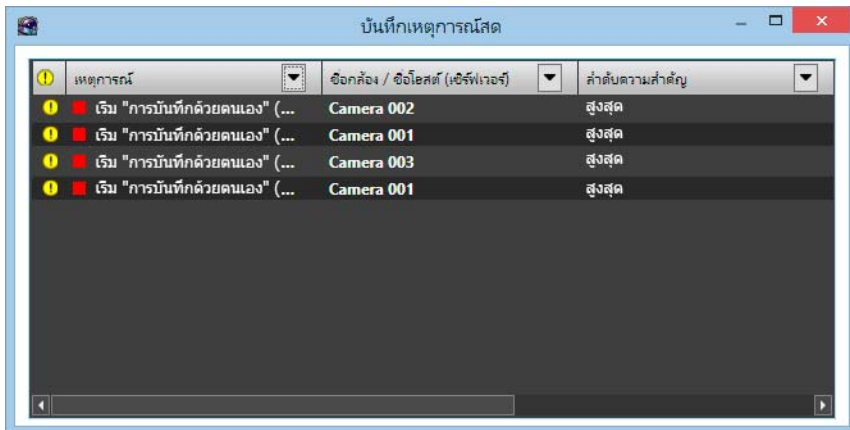 บันทึกเหตุการณ์สด
เหตุการณ์ ชื่อกล้อง / ชื่อโฮสต์ (เซิร์ฟเวอร์) ลำดับความสำคัญ
เริ่ม "การบันทึกด้วยตนเอง" (... Camera 002 สูงสุด
เริ่ม "การบันทึกด้วยตนเอง" (... Camera 001 สูงสุด
เริ่ม "การบันทึกด้วยตนเอง" (... Camera 003 สูงสุด
เริ่ม "การบันทึกด้วยตนเอง" (... Camera 001 สูงสุด